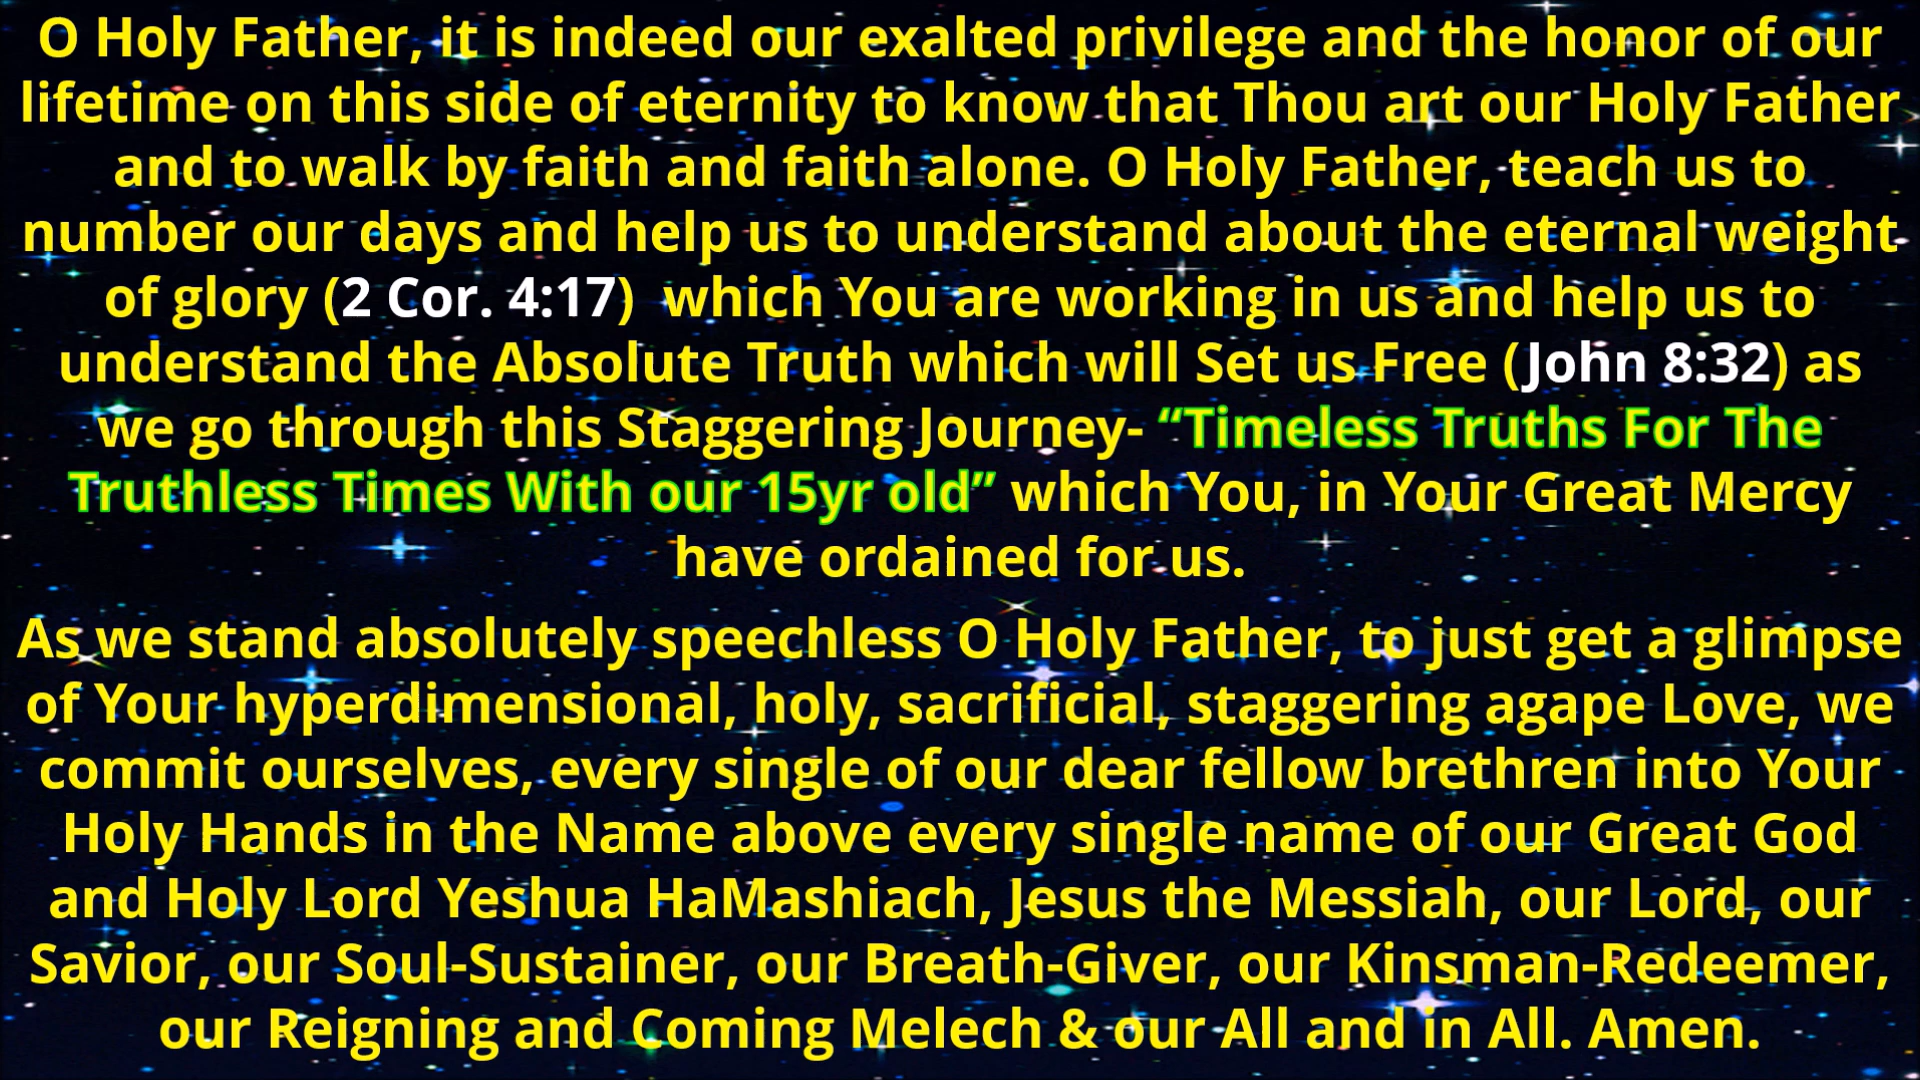 O Holy Father, it is indeed our exalted privilege and the honor of our
lifetime on this side of eternity to know that Thou art our Holy Father
and to walk by faith and faith alone. O Holy Father, teach us to
number our days and help us to understand about the eternal weight
of glory (2 Cor. 4:17)  which You are working in us and help us to
understand the Absolute Truth which will Set us Free (John 8:32) as
we go through this Staggering Journey- “Timeless Truths For The
Truthless Times With our 15yr old” which You, in Your Great Mercy
have ordained for us.
As we stand absolutely speechless O Holy Father, to just get a glimpse
of Your hyperdimensional, holy, sacrificial, staggering agape Love, we
commit ourselves, every single of our dear fellow brethren into Your
Holy Hands in the Name above every single name of our Great God
and Holy Lord Yeshua HaMashiach, Jesus the Messiah, our Lord, our
Savior, our Soul-Sustainer, our Breath-Giver, our Kinsman-Redeemer,
our Reigning and Coming Melech & our All and in All. Amen.